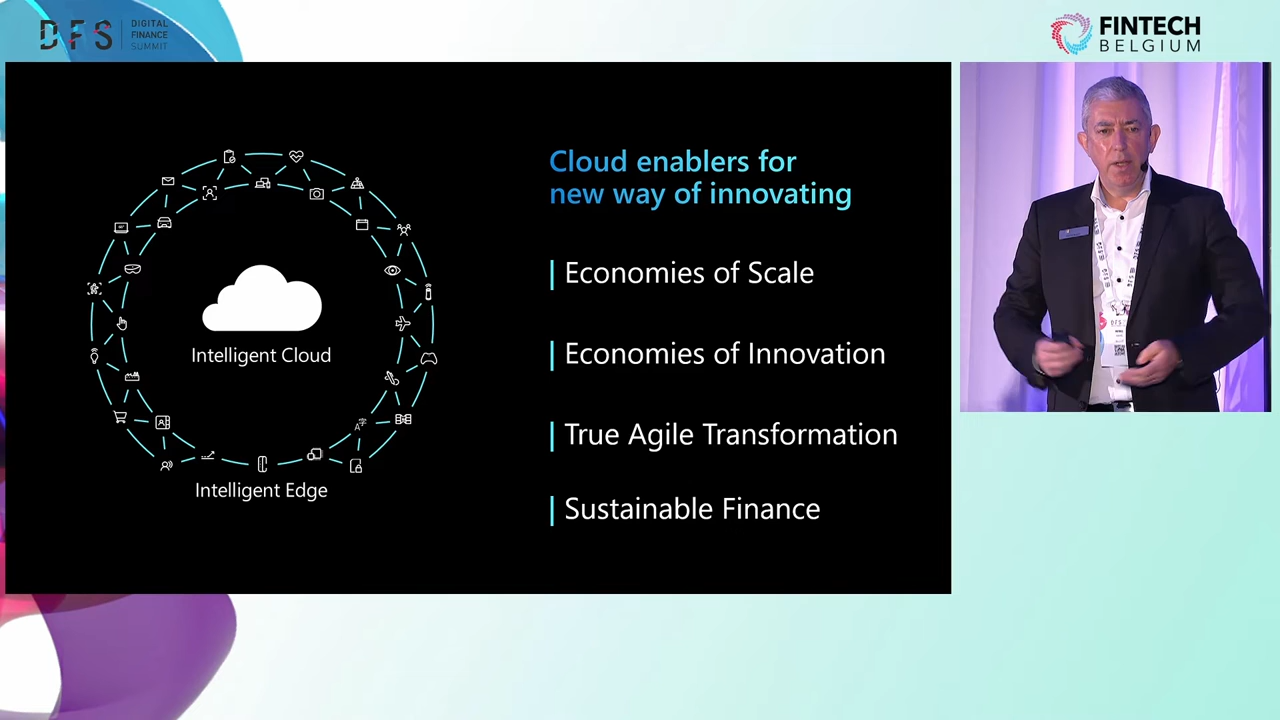 DFS
DIGITAL
FINANCE
SUMMIT
FINTECH
BELGIUM
Cloud enablers for
new way of innovating
Economies of Scale
Economies of Innovation
True Agile Transformation
Sustainable Finance
Intelligent Cloud
Intelligent Edge
DFS